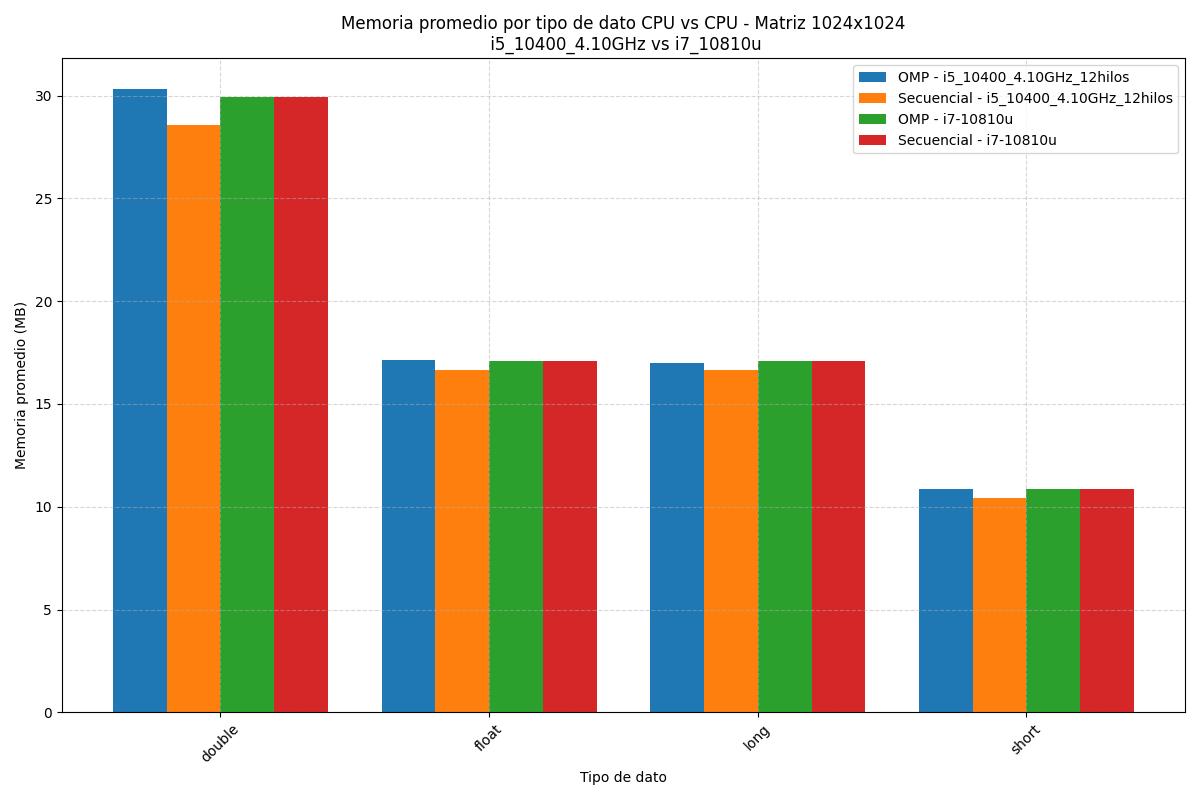 Memoria promedio por tipo de dato CPU vs CPU - Matriz 1024x1024
i5_10400_4.10GHz vs i7_10810u
OMP - i5_10400_4.10GHz_12hilos
Secuencial - i5_10400_4.10GHz_12hilos
OMP - i7-10810u
Secuencial - i7-10810u
Memoria promedio (MB)
30
25
20
15
10
5
0
double
float
long
short
Tipo de dato